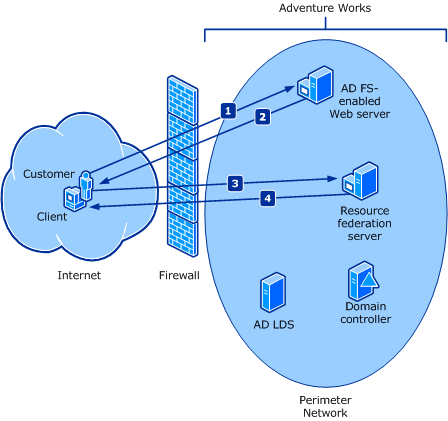 Adventure Works
AD FS-
enabled
Web server
1
2
Customer
3
4
Client
Resource
federation
server
Internet
Firewall
AD LDS
Domain
controller
Perimeter
Network